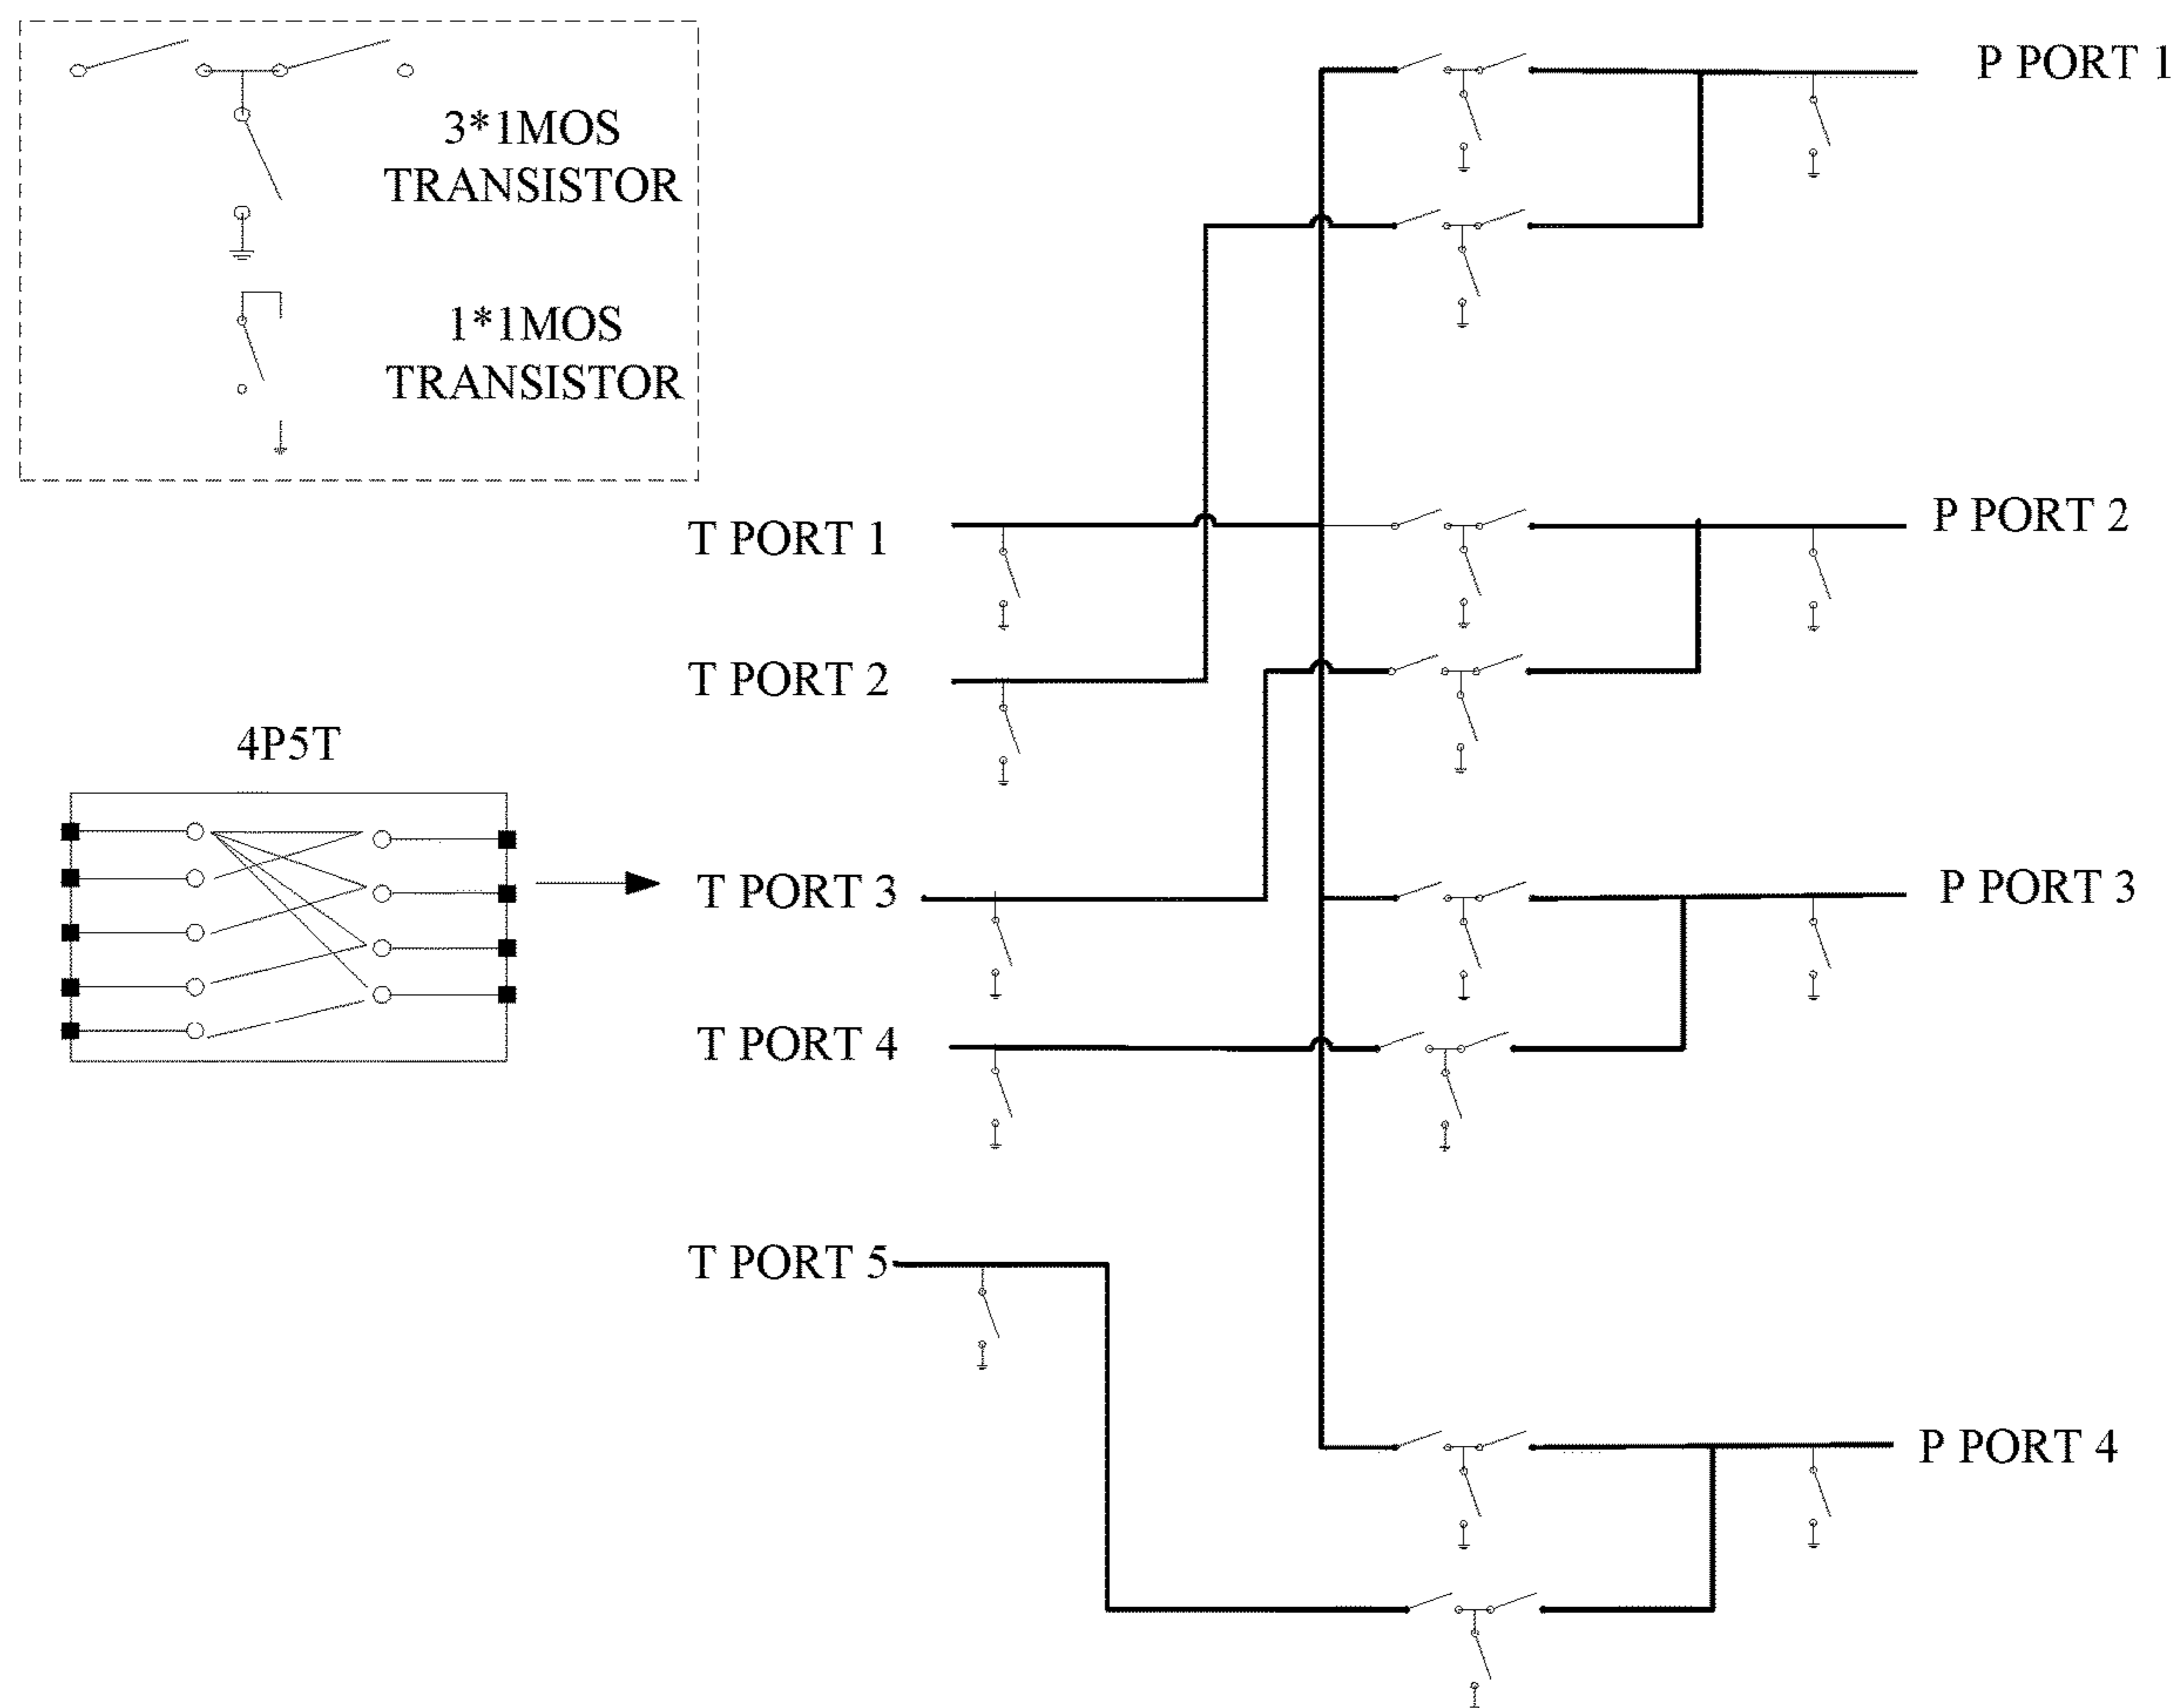 3*1MOS
TRANSISTOR
1*1MOS
TRANSISTOR
P PORT 1
T PORT 1
P PORT 2
T PORT 2
4P5T
T PORT 3
P PORT 3
T PORT 4
T PORT 5
P PORT 4